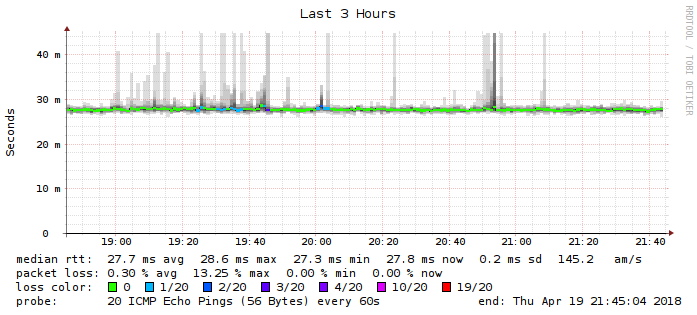 Last 3 Hours
RRDTOOL / TOBI OETIKER
Seconds
40 m
30 m
20 m
10 m
0
19:00 19:20 19:40 20:00 20:20 20:40 21:00 21:20 21:40
median rtt: 27.7 ms avg 28.6 ms max 27.3 ms min 27.8 ms now 0.2 ms sd 145.2 am/s
packet loss: 0.30 % avg 13.25 % max 0.00 % min 0.00 % now
loss color: 0 1/20 2/20 3/20 4/20 10/20 19/20
probe: 20 ICMP Echo Pings (56 Bytes) every 60s end: Thu Apr 19 21:45:04 2018